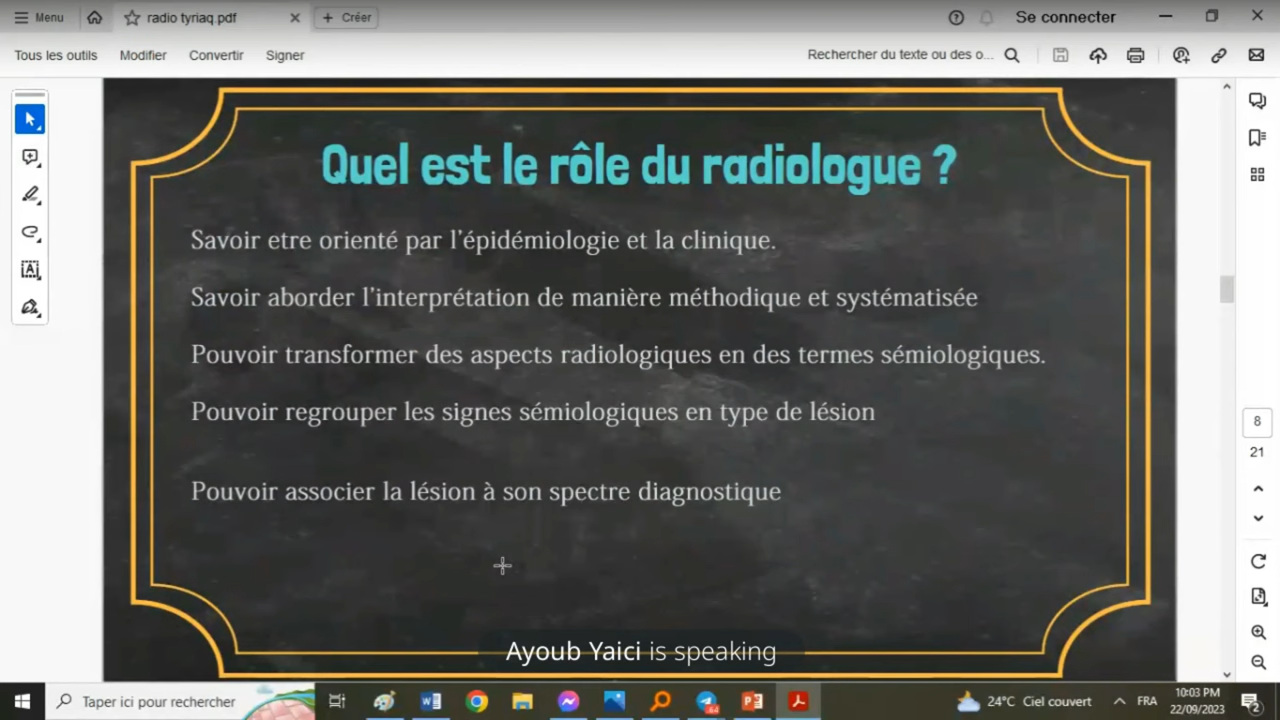 Menu
radio tyriaq.pdf
Créer
Se connecter
Tous les outils
Modifier
Convertir
Signer
Rechercher du texte ou des o...
Quel est le rôle du radiologue ?
Savoir etre orienté par l'épidémiologie et la clinique.
Savoir aborder l'interprétation de manière méthodique et systématisée
Pouvoir transformer des aspects radiologiques en des termes sémiologiques.
Pouvoir regrouper les signes sémiologiques en type de lésion
Pouvoir associer la lésion à son spectre diagnostique
8
21
Ayoub Yaici is speaking
Taper ici pour rechercher
24°C Ciel couvert
FRA
10:03 PM
22/09/2023
2